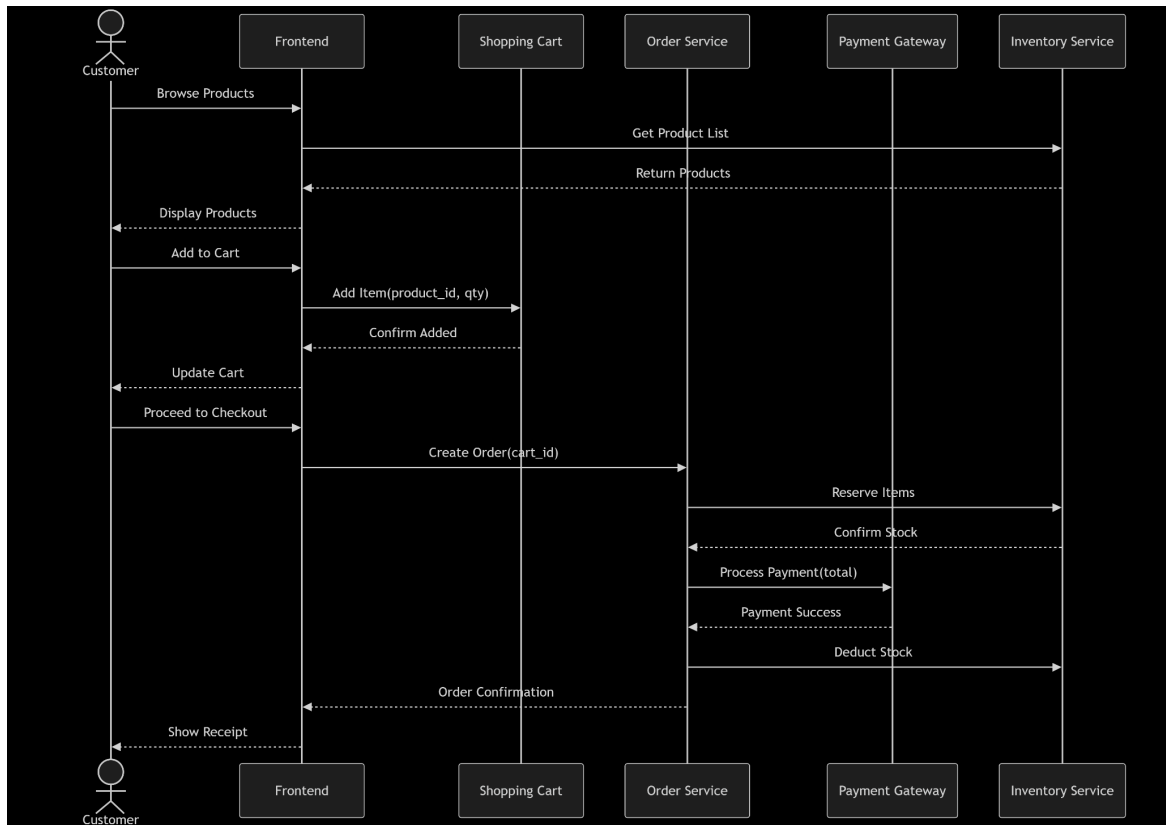 Frontend
Shopping Cart
Order Service
Payment Gateway
Inventory Service
Customer
Browse Products
Get Product List
Return Products
Display Products
Add to Cart
Add Item(product_id, qty)
Confirm Added
Update Cart
Proceed to Checkout
Create Order(cart_id)
Reserve Items
Confirm Stock
Process Payment(total)
Payment Success
Deduct Stock
Order Confirmation
Show Receipt
Frontend
Shopping Cart
Order Service
Payment Gateway
Inventory Service
Customer